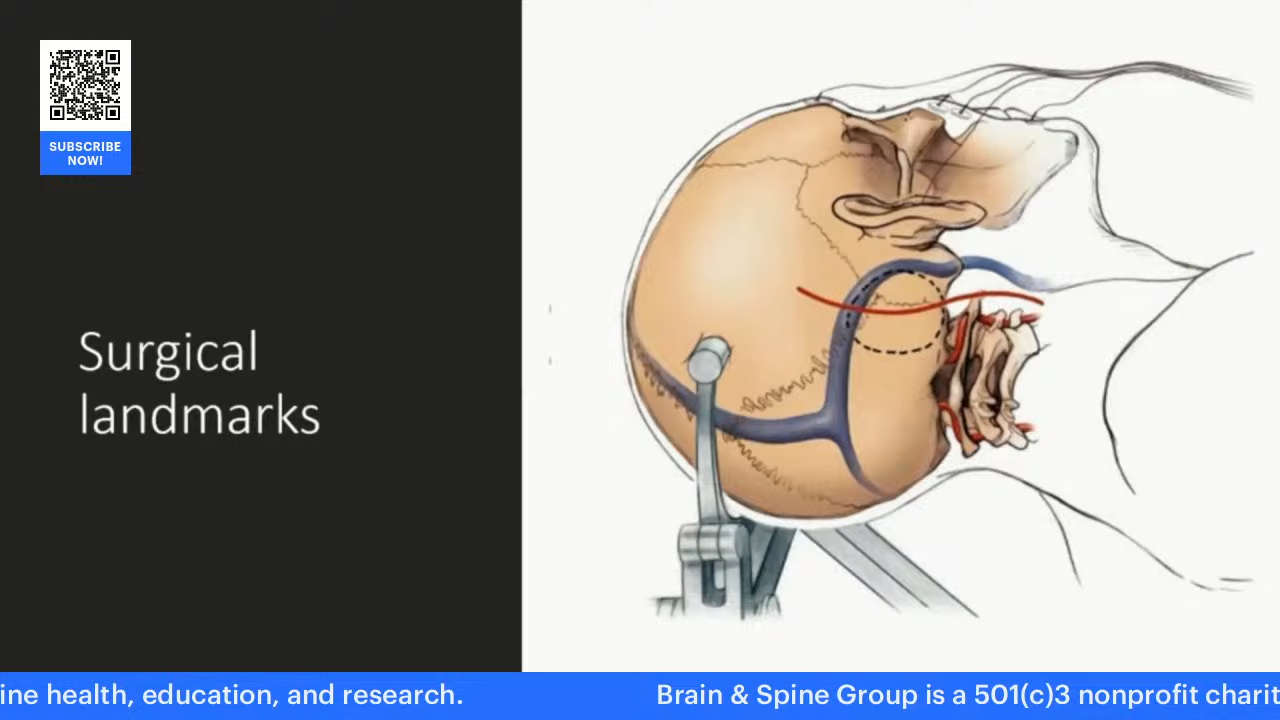 SUBSCRIBE
NOW!
Surgical
landmarks
ine health, education, and research.
Brain & Spine Group is a 501(c)3 nonprofit charit